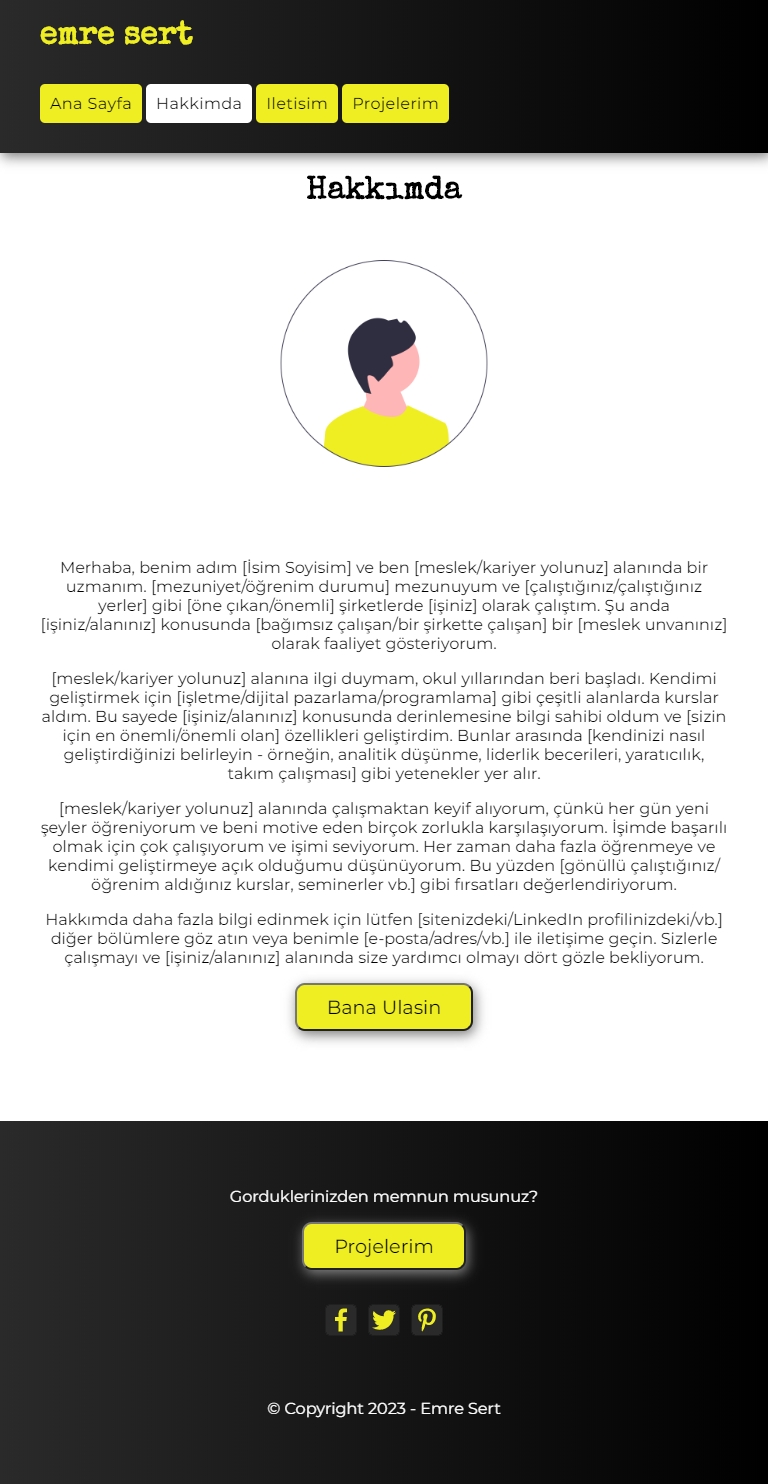 emre sert
Ana Sayfa Hakkimda Iletisim Projelerim
Hakkımda
Merhaba, benim adım [İsim Soyisim] ve ben [meslek/kariyer yolunuz] alanında bir
uzmanım. [mezuniyet/öğrenim durumu] mezunuyum ve [çalıştığınız/çalıştığınız
yerler] gibi [öne çıkan/önemli] şirketlerde [işiniz] olarak çalıştım. Şu anda
[işiniz/alanınız] konusunda [bağımsız çalışan/bir şirkette çalışan] bir [meslek unvanınız]
olarak faaliyet gösteriyorum.
[meslek/kariyer yolunuz] alanına ilgi duymam, okul yıllarından beri başladı. Kendimi
geliştirmek için [işletme/dijital pazarlama/programlama] gibi çeşitli alanlarda kurslar
aldım. Bu sayede [işiniz/alanınız] konusunda derinlemesine bilgi sahibi oldum ve [sizin
için en önemli/önemli olan] özellikleri geliştirdim. Bunlar arasında [kendinizi nasıl
geliştirdiğinizi belirleyin - örneğin, analitik düşünme, liderlik becerileri, yaratıcılık,
takım çalışması] gibi yetenekler yer alır.
[meslek/kariyer yolunuz] alanında çalışmaktan keyif alıyorum, çünkü her gün yeni
şeyler öğreniyorum ve beni motive eden birçok zorlukla karşılaşıyorum. İşimde başarılı
olmak için çok çalışıyorum ve işimi seviyorum. Her zaman daha fazla öğrenmeye ve
kendimi geliştirmeye açık olduğumu düşünüyorum. Bu yüzden [gönüllü çalıştığınız/
öğrenim aldığınız kurslar, seminerler vb.] gibi fırsatları değerlendiriyorum.
Hakkımda daha fazla bilgi edinmek için lütfen [sitenizdeki/LinkedIn profilinizdeki/vb.]
diğer bölümlere göz atın veya benimle [e-posta/adres/vb.] ile iletişime geçin. Sizlerle
çalışmayı ve [işiniz/alanınız] alanında size yardımcı olmayı dört gözle bekliyorum.
Bana Ulasin
Gorduklerinizden memnun musunuz?
Projelerim
© Copyright 2023 - Emre Sert